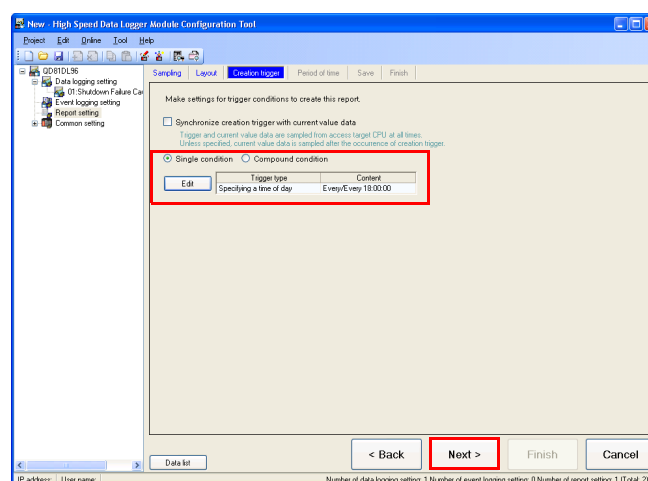 New - High Speed Data Logger Module Configuration Tool
Project Edit Online Tool Help
QD81DL96
Data logging setting
01:Shutdown Failure Cau
Event logging setting
Report setting
Common setting
Sampling Layout Creation trigger Period of time Save Finish
Make settings for trigger conditions to create this report.
Synchronize creation trigger with current value data
Trigger and current value data are sampled from access target CPU at all times.
Unless specified, current value data is sampled after the occurrence of creation trigger.
Single condition Compound condition
Edit
Trigger type Content
Specifying a time of day Every/Every 18:00:00
Data list
< Back Next > Finish Cancel
IP address: User name: Number of data logging setting: 1 Number of event logging setting: 0 Number of report setting: 1 (Total: 2)